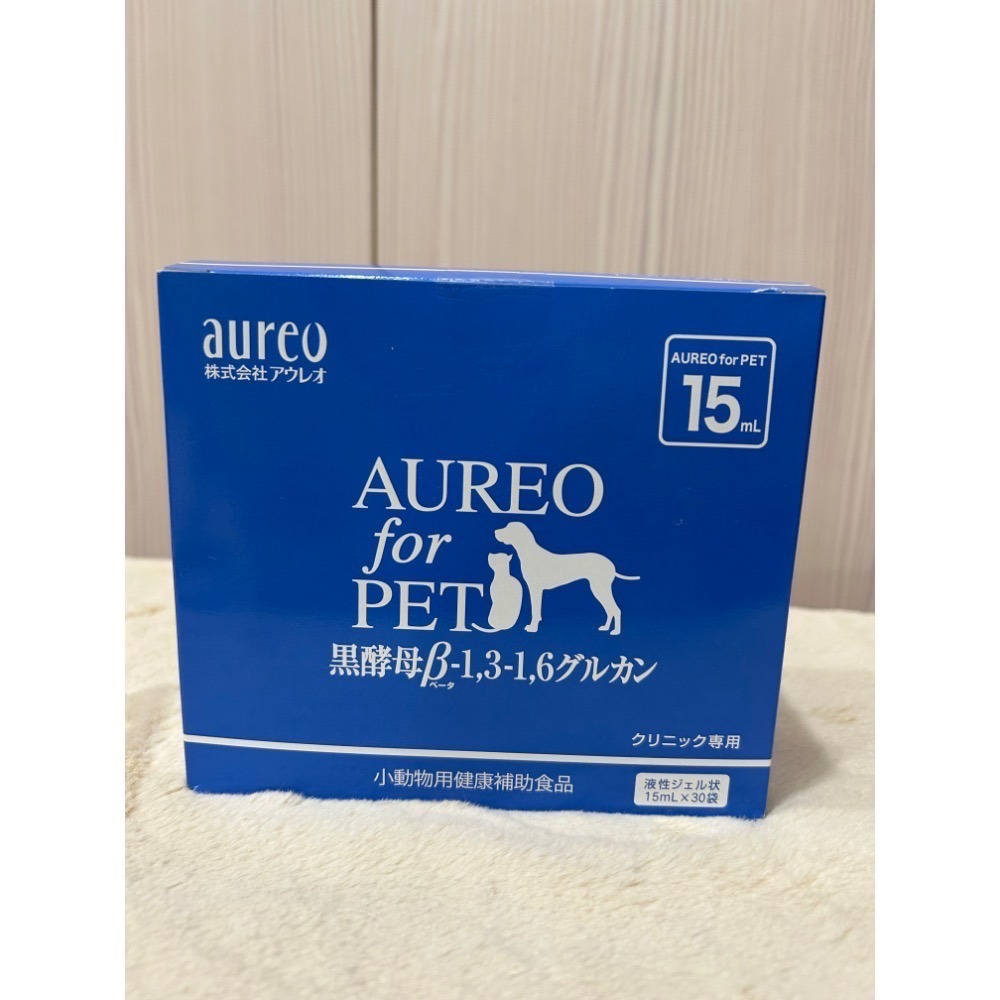 aureo
株式会社アウレオ
AUREO for PET
15mL
AUREO
for
PET
黒酵母β-1,3-1,6グルカン
ベータ
クリニック専用
小動物用健康補助食品
液性ジェル状
15mL×30袋